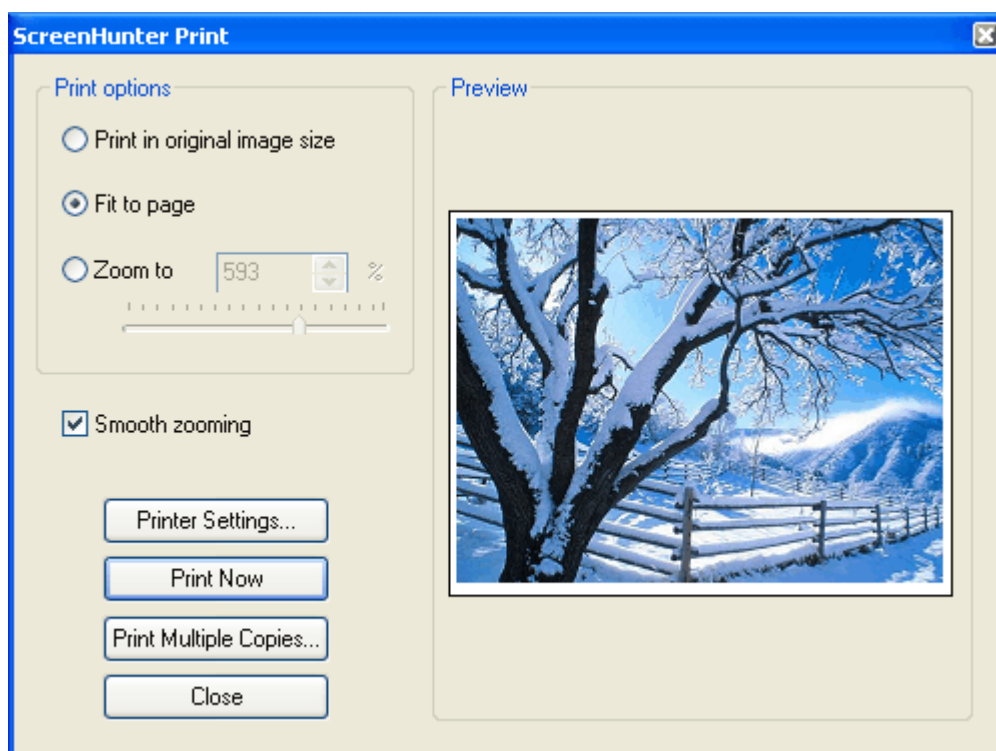 ScreenHunter Print
Print options
Print in original image size
Fit to page
Zoom to 593 %
Smooth zooming
Printer Settings...
Print Now
Print Multiple Copies...
Close
Preview